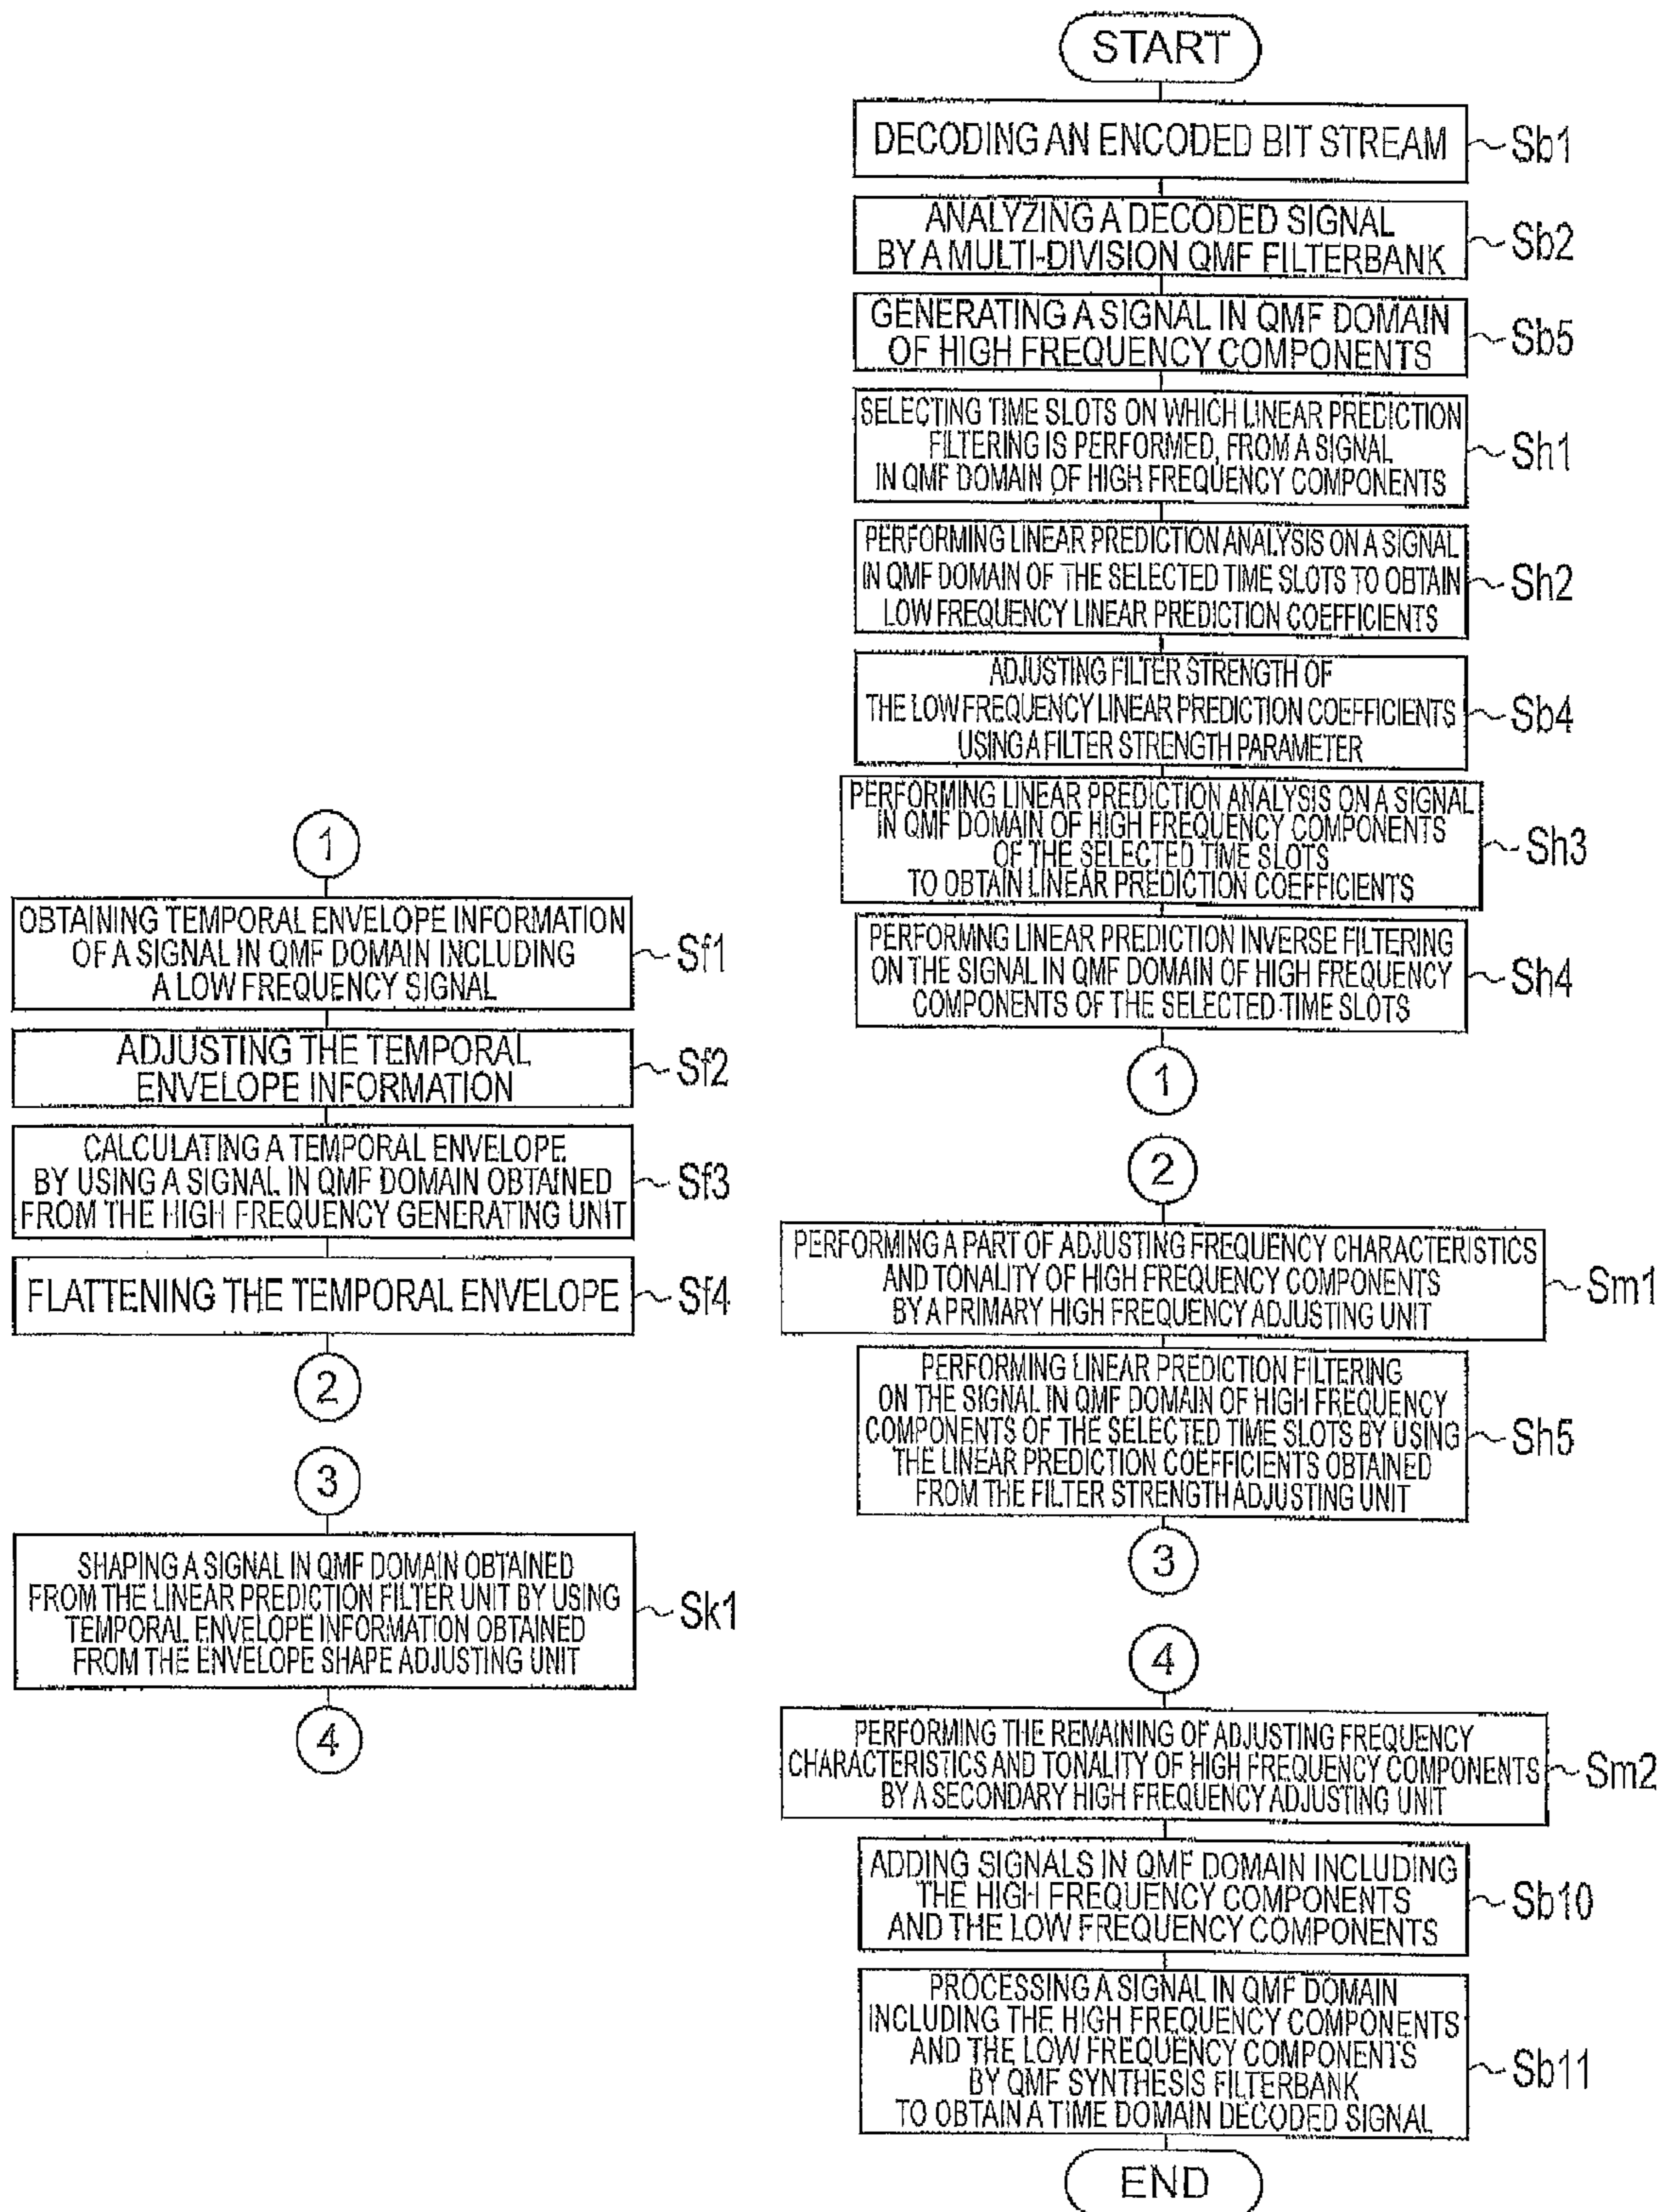 START
DECODING AN ENCODED BIT STREAM
Sb1
ANALYZING A DECODED SIGNAL
BY A MULTI-DIVISION QMF FILTERBANK
Sb2
GENERATING A SIGNAL IN QMF DOMAIN
OF HIGH FREQUENCY COMPONENTS
Sb5
SELECTING TIME SLOTS ON WHICH LINEAR PREDICTION
FILTERING IS PERFORMED, FROM A SIGNAL
IN QMF DOMAIN OF HIGH FREQUENCY COMPONENTS
Sh1
PERFORMING LINEAR PREDICTION ANALYSIS ON A SIGNAL
IN QMF DOMAIN OF THE SELECTED TIME SLOTS TO OBTAIN
LOW FREQUENCY LINEAR PREDICTION COEFFICIENTS
Sh2
ADJUSTING FILTER STRENGTH OF
THE LOW FREQUENCY LINEAR PREDICTION COEFFICIENTS
USING A FILTER STRENGTH PARAMETER
Sb4
PERFORMING LINEAR PREDICTION ANALYSIS ON A SIGNAL
IN QMF DOMAIN OF HIGH FREQUENCY COMPONENTS
OF THE SELECTED TIME SLOTS
TO OBTAIN LINEAR PREDICTION COEFFICIENTS
Sh3
PERFORMNG LINEAR PREDICTION INVERSE FILTERING
ON THE SIGNAL IN QMF DOMAIN OF HIGH FREQUENCY
COMPONENTS OF THE SELECTED TIME SLOTS
Sh4
1
1
OBTAINING TEMPORAL ENVELOPE INFORMATION
OF A SIGNAL IN QMF DOMAIN INCLUDING
A LOW FREQUENCY SIGNAL
Sf1
ADJUSTING THE TEMPORAL
ENVELOPE INFORMATION
Sf2
CALCULATING A TEMPORAL ENVELOPE
BY USING A SIGNAL IN QMF DOMAIN OBTAINED
FROM THE HIGH FREQUENCY GENERATING UNIT
Sf3
FLATTENING THE TEMPORAL ENVELOPE
Sf4
2
2
PERFORMING A PART OF ADJUSTING FREQUENCY CHARACTERISTICS
AND TONALITY OF HIGH FREQUENCY COMPONENTS
BY A PRIMARY HIGH FREQUENCY ADJUSTING UNIT
Sm1
PERFORMING LINEAR PREDICTION FILTERING
ON THE SIGNAL IN QMF DOMAIN OF HIGH FREQUENCY
COMPONENTS OF THE SELECTED TIME SLOTS BY USING
THE LINEAR PREDICTION COEFFICIENTS OBTAINED
FROM THE FILTER STRENGTH ADJUSTING UNIT
Sh5
3
3
SHAPING A SIGNAL IN QMF DOMAIN OBTAINED
FROM THE LINEAR PREDICTION FILTER UNIT BY USING
TEMPORAL ENVELOPE INFORMATION OBTAINED
FROM THE ENVELOPE SHAPE ADJUSTING UNIT
Sk1
4
4
PERFORMING THE REMAINING OF ADJUSTING FREQUENCY
CHARACTERISTICS AND TONALITY OF HIGH FREQUENCY COMPONENTS
BY A SECONDARY HIGH FREQUENCY ADJUSTING UNIT
Sm2
ADDING SIGNALS IN QMF DOMAIN INCLUDING
THE HIGH FREQUENCY COMPONENTS
AND THE LOW FREQUENCY COMPONENTS
Sb10
PROCESSING A SIGNAL IN QMF DOMAIN
INCLUDING THE HIGH FREQUENCY COMPONENTS
AND THE LOW FREQUENCY COMPONENTS
BY QMF SYNTHESIS FILTERBANK
TO OBTAIN A TIME DOMAIN DECODED SIGNAL
Sb11
END